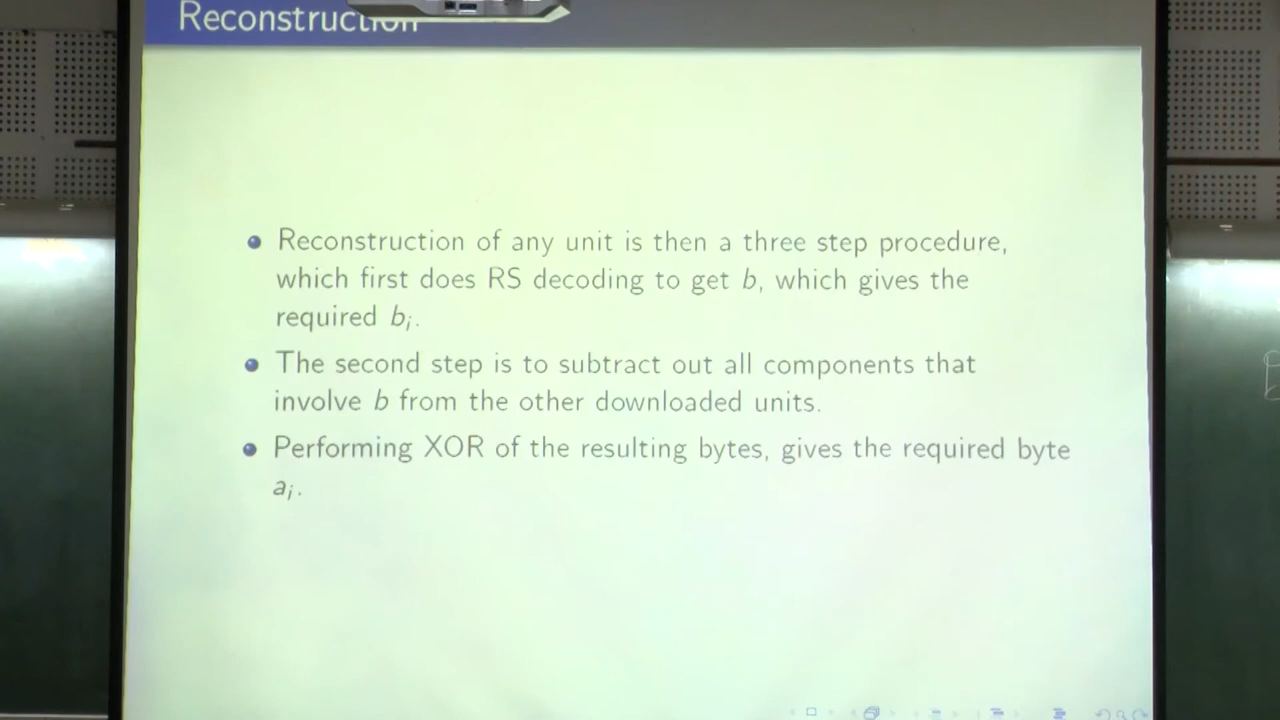 Reconstruction
Reconstruction of any unit is then a three step procedure,
which first does RS decoding to get b, which gives the
required bᵢ.
The second step is to subtract out all components that
involve b from the other downloaded units.
Performing XOR of the resulting bytes, gives the required byte
aᵢ.